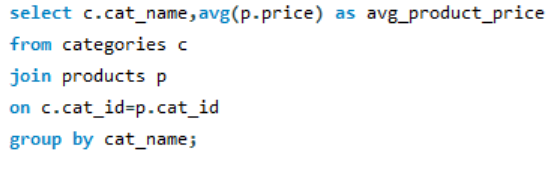 select c.cat_name,avg(p.price) as avg_product_price
from categories c
join products p
on c.cat_id=p.cat_id
group by cat_name;